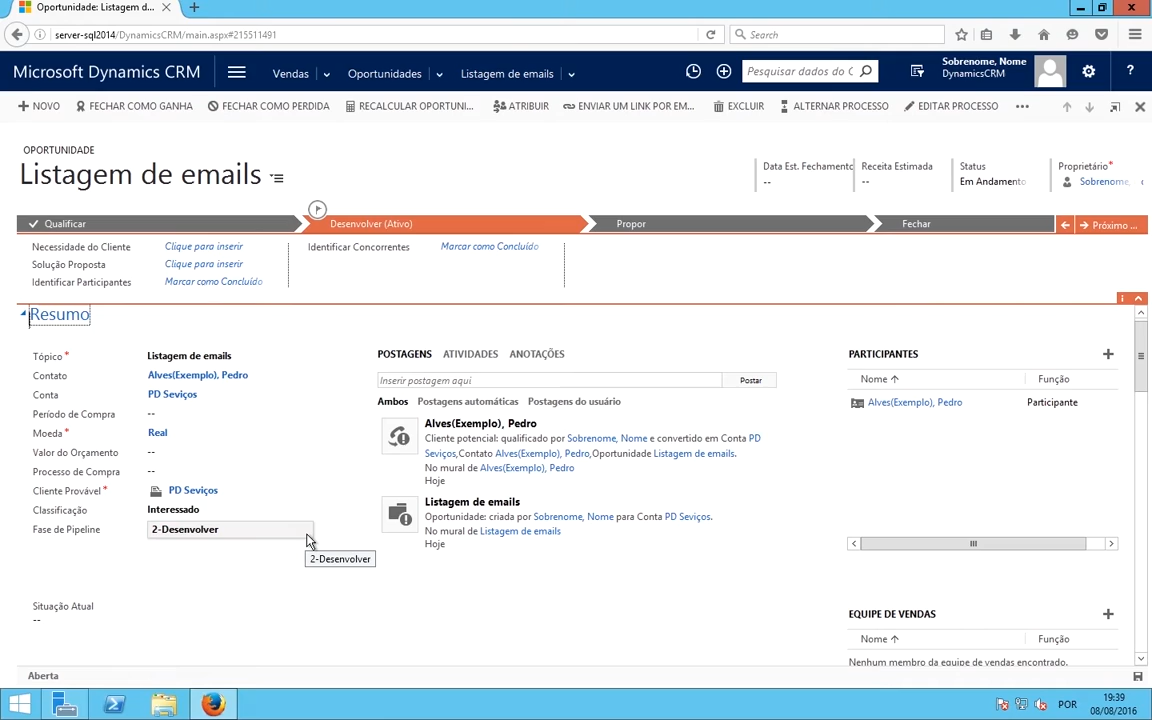 Oportunidade: Listagem d...
server-sql2014/DynamicsCRM/main.aspx#215511491
Search
Microsoft Dynamics CRM
Vendas
Oportunidades
Listagem de emails
Pesquisar dados do C
Sobrenome, Nome
DynamicsCRM
?
NOVO
FECHAR COMO GANHA
FECHAR COMO PERDIDA
RECALCULAR OPORTUNI...
ATRIBUIR
ENVIAR UM LINK POR EM...
EXCLUIR
ALTERNAR PROCESSO
EDITAR PROCESSO
OPORTUNIDADE
Listagem de emails
Data Est. Fechamento
--
Receita Estimada
--
Status
Em Andamento
Proprietário*
Sobrenome,
Qualificar
Desenvolver (Ativo)
Propor
Fechar
Próximo ...
Necessidade do Cliente Clique para inserir
Solução Proposta Clique para inserir
Identificar Participantes Marcar como Concluído
Identificar Concorrentes Marcar como Concluído
Resumo
Tópico* Listagem de emails
Contato Alves(Exemplo), Pedro
Conta PD Seviços
Período de Compra --
Moeda* Real
Valor do Orçamento --
Processo de Compra --
Cliente Provável* PD Seviços
Classificação Interessado
Fase de Pipeline 2-Desenvolver
2-Desenvolver
Situação Atual
--
POSTAGENS ATIVIDADES ANOTAÇÕES
Inserir postagem aqui Postar
Ambos Postagens automáticas Postagens do usuário
Alves(Exemplo), Pedro
Cliente potencial: qualificado por Sobrenome, Nome e convertido em Conta PD
Seviços,Contato Alves(Exemplo), Pedro,Oportunidade Listagem de emails.
No mural de Alves(Exemplo), Pedro
Hoje
Listagem de emails
Oportunidade: criada por Sobrenome, Nome para Conta PD Seviços.
No mural de Listagem de emails
Hoje
PARTICIPANTES
Nome Função
Alves(Exemplo), Pedro Participante
EQUIPE DE VENDAS
Nome Função
Nenhum membro da equipe de vendas encontrado.
Aberta
POR
19:39
08/08/2016